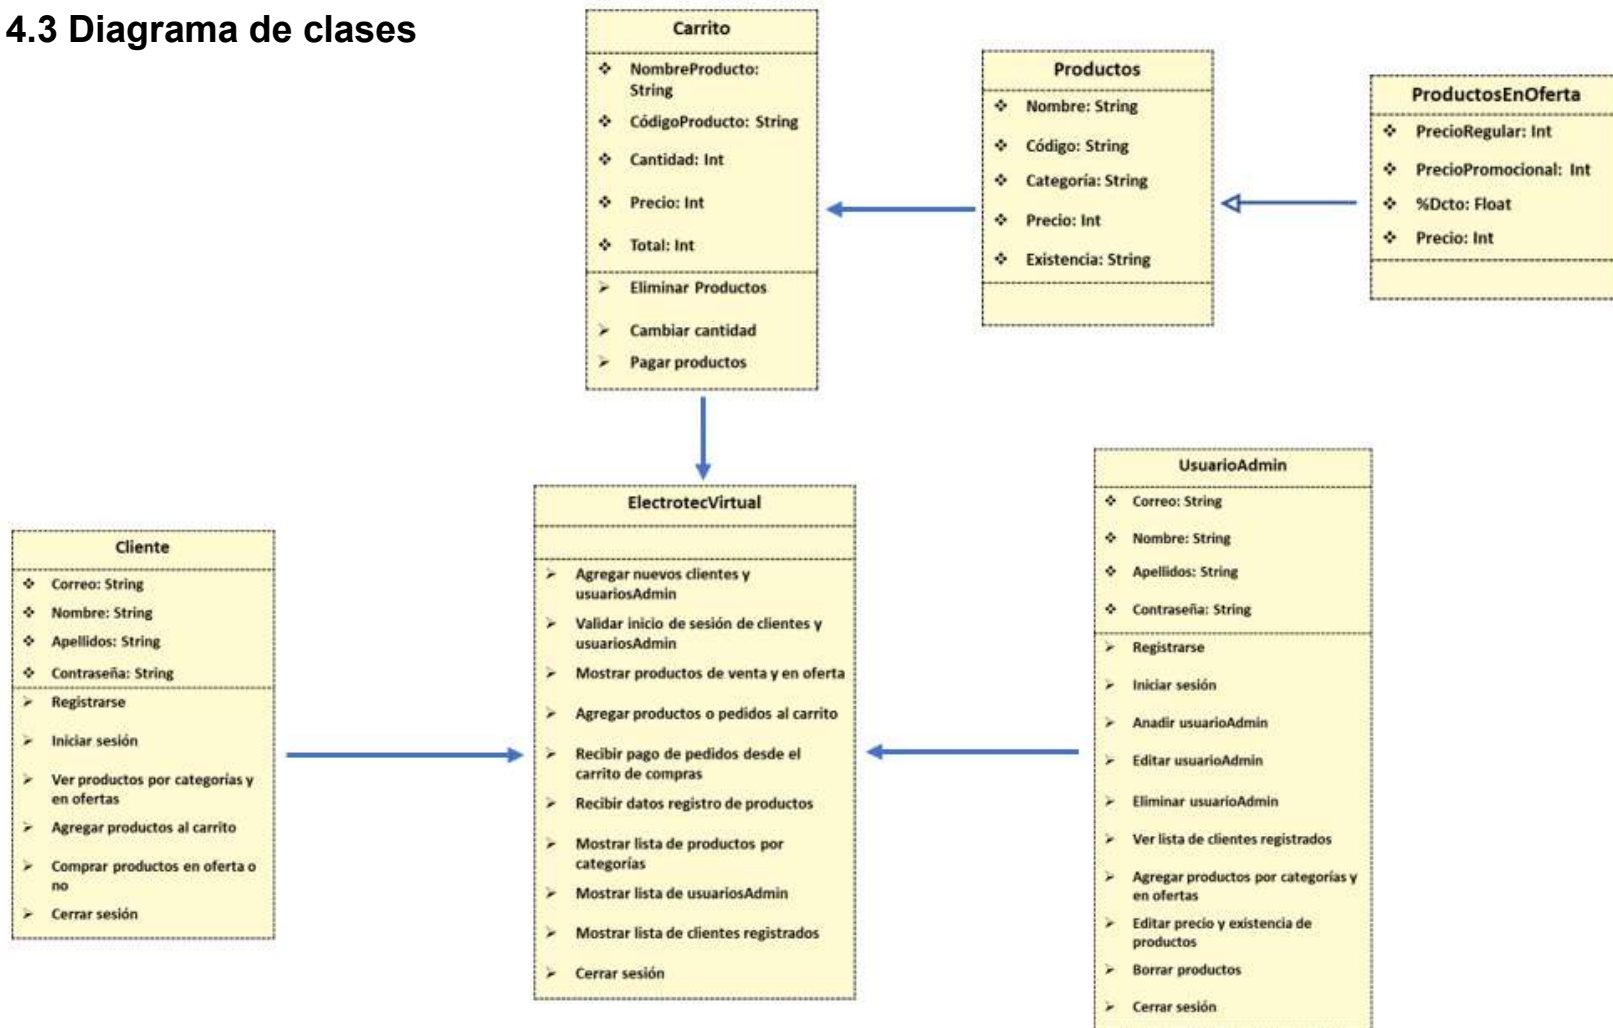 4.3 Diagrama de clases
Carrito
NombreProducto:
String
CódigoProducto: String
Cantidad: Int
Precio: Int
Total: Int
Eliminar Productos
Cambiar cantidad
Pagar productos
Productos
Nombre: String
Código: String
Categoría: String
Precio: Int
Existencia: String
ProductosEnOferta
PrecioRegular: Int
PrecioPromocional: Int
%Dcto: Float
Precio: Int
Cliente
Correo: String
Nombre: String
Apellidos: String
Contraseña: String
Registrarse
Iniciar sesión
Ver productos por categorías y
en ofertas
Agregar productos al carrito
Comprar productos en oferta o
no
Cerrar sesión
ElectrotecVirtual
Agregar nuevos clientes y
usuariosAdmin
Validar inicio de sesión de clientes y
usuariosAdmin
Mostrar productos de venta y en oferta
Agregar productos o pedidos al carrito
Recibir pago de pedidos desde el
carrito de compras
Recibir datos registro de productos
Mostrar lista de productos por
categorías
Mostrar lista de usuariosAdmin
Mostrar lista de clientes registrados
Cerrar sesión
UsuarioAdmin
Correo: String
Nombre: String
Apellidos: String
Contraseña: String
Registrarse
Iniciar sesión
Anadir usuarioAdmin
Editar usuarioAdmin
Eliminar usuarioAdmin
Ver lista de clientes registrados
Agregar productos por categorías y
en ofertas
Editar precio y existencia de
productos
Borrar productos
Cerrar sesión